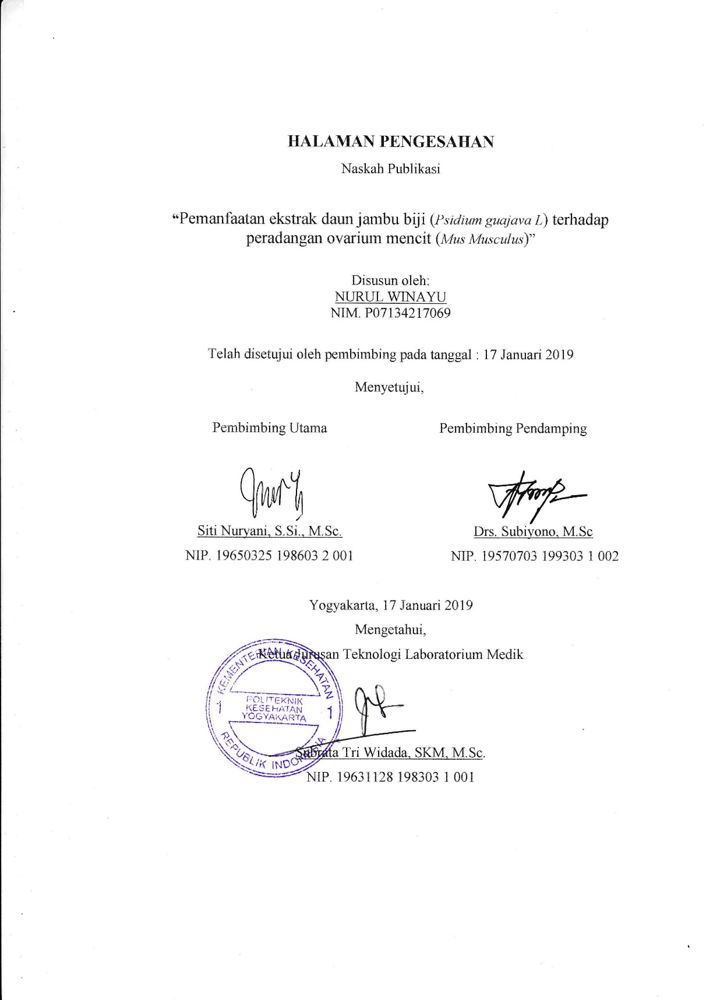 HALAMAN PENGESAHAN
Naskah Publikasi
“Pemanfaatan ekstrak daun jambu biji (Psidium guajava L) terhadap
peradangan ovarium mencit (Mus Musculus)”
Disusun oleh:
NURUL WINAYU
NIM. P07134217069
Telah disetujui oleh pembimbing pada tanggal : 17 Januari 2019
Menyetujui,
Pembimbing Utama
Pembimbing Pendamping
Siti Nuryani, S.Si., M.Sc.
Drs. Subiyono, M.Sc
NIP. 19650325 198603 2 001
NIP. 19570703 199303 1 002
Yogyakarta, 17 Januari 2019
Mengetahui,
Ketua Jurusan Teknologi Laboratorium Medik
KEMENTERIAN KESEHATAN
1
POLITEKNIK
KESEHATAN
YOGYAKARTA
1
REPUBLIK INDONESIA
Subrata Tri Widada, SKM, M.Sc.
NIP. 19631128 198303 1 001